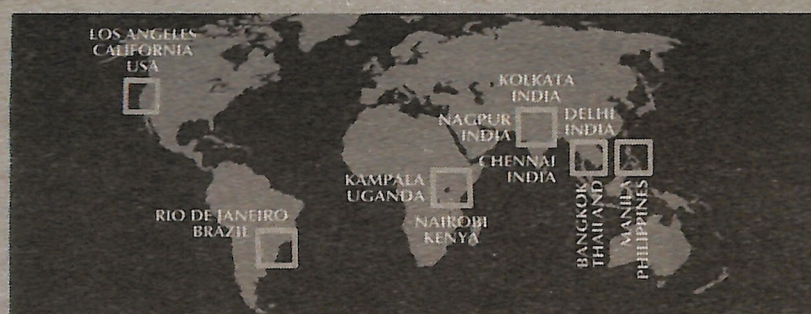 LOS ANGELES
CALIFORNIA
USA
KOLKATA
INDIA
NAGPUR
INDIA
DELHI
INDIA
CHENNAI
INDIA
KAMPALA
UGANDA
NAIROBI
KENYA
RIO DE JANEIRO
BRAZIL
BANGKOK
THAILAND
MANILA
PHILIPPINES